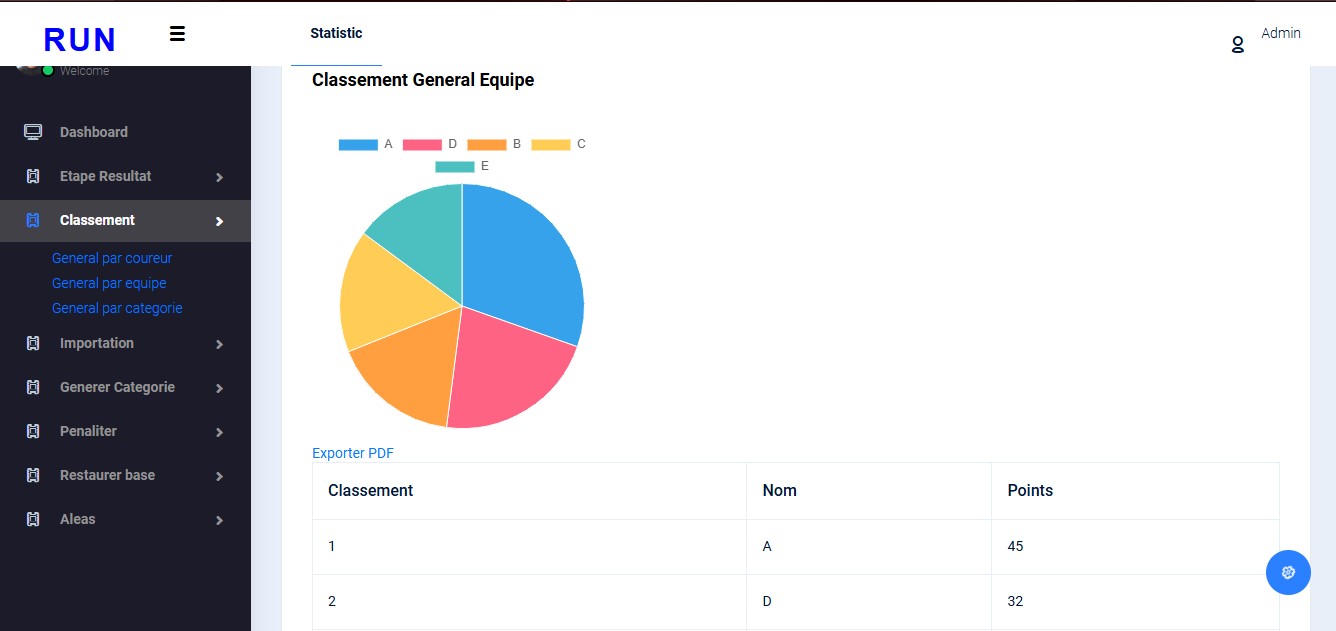 RUN
Statistic
Admin
Welcome
Dashboard
Etape Resultat
Classement
General par coureur
General par equipe
General par categorie
Importation
Generer Categorie
Penaliter
Restaurer base
Aleas
Classement General Equipe
A D B C
E
Exporter PDF
Classement Nom Points
1 A 45
2 D 32